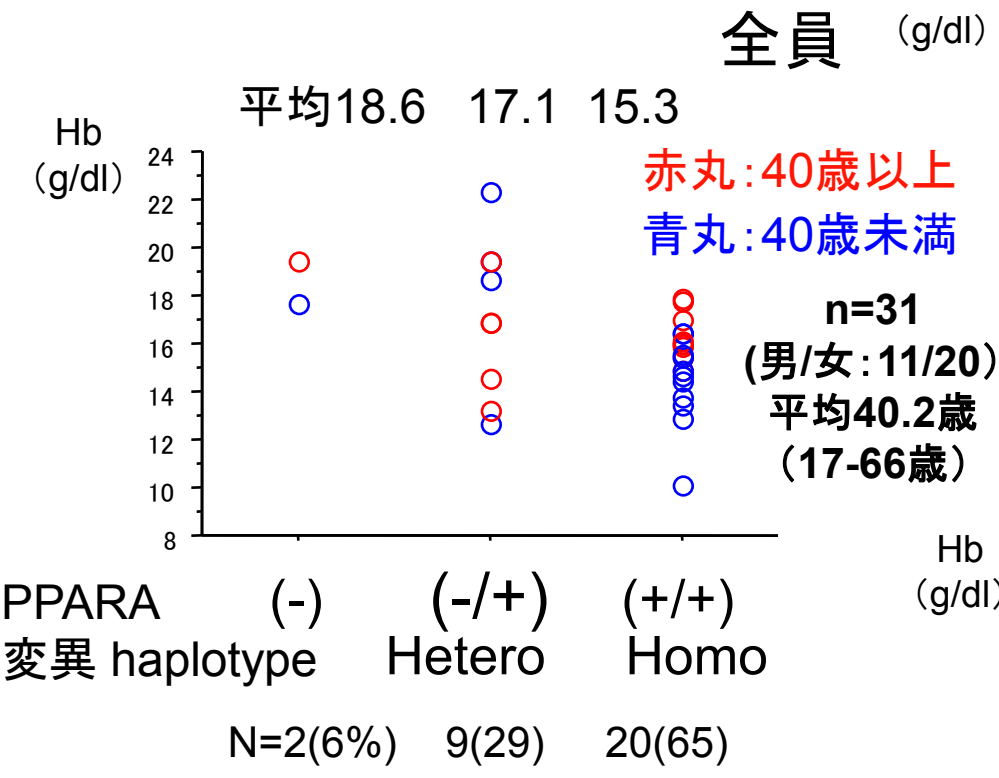 全員 （g/dl）
平均18.6 17.1 15.3
Hb
（g/dl）
24
22
20
18
16
14
12
10
8
赤丸：40歳以上
青丸：40歳未満
n=31
(男/女：11/20）
平均40.2歳
（17-66歳）
Hb
（g/dl）
PPARA (-) (-/+) (+/+)
変異 haplotype Hetero Homo
N=2(6%) 9(29) 20(65)